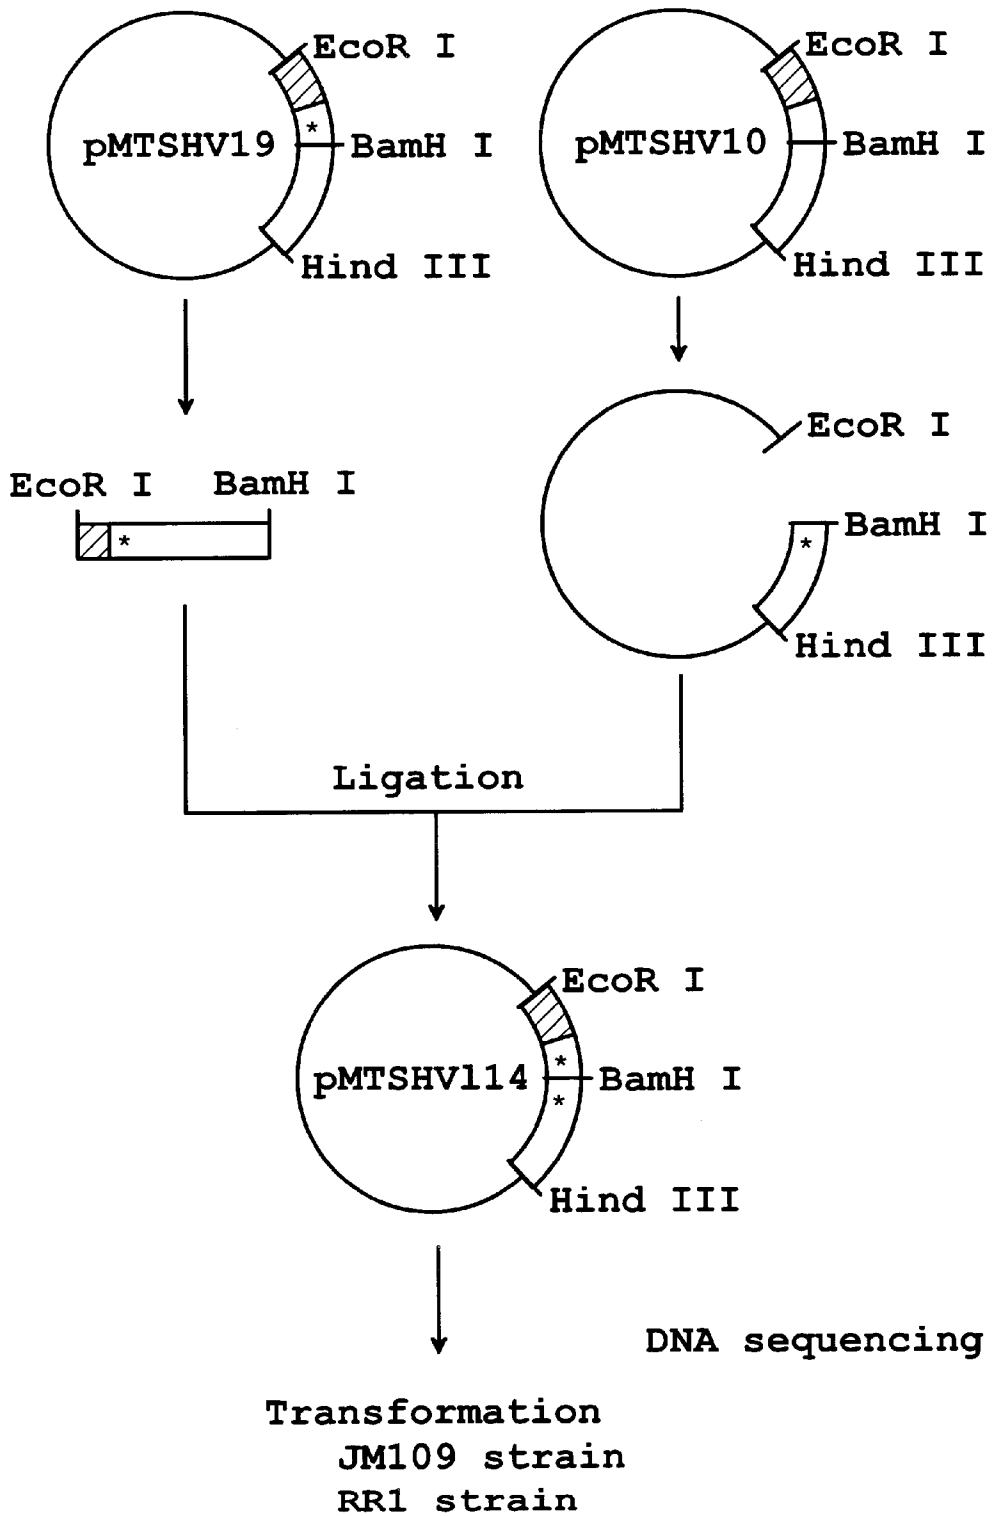 EcoR I
EcoR I
pMTSHV19
BamH I
pMTSHV10
BamH I
Hind III
Hind III
EcoR I
EcoR I
BamH I
*
BamH I
*
Hind III
Ligation
EcoR I
*
pMTSHV114
BamH I
*
Hind III
DNA sequencing
Transformation
JM109 strain
RR1 strain